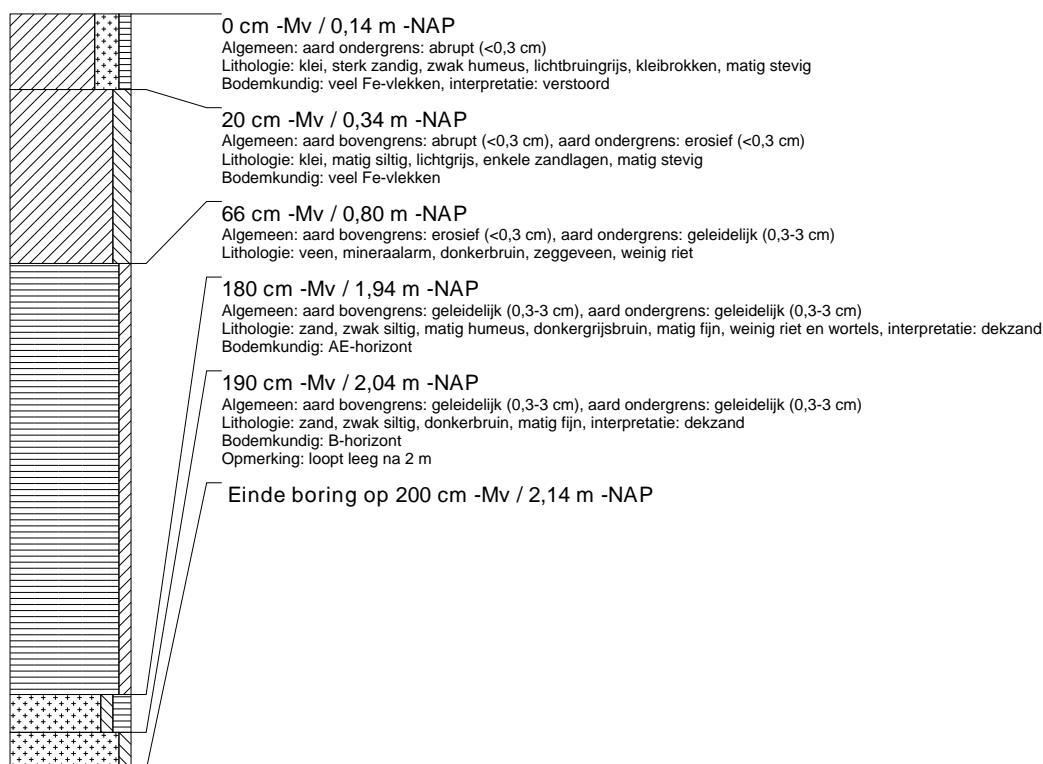 0 cm -Mv / 0,14 m -NAP
Algemeen: aard ondergrens: abrupt (<0,3 cm)
Lithologie: klei, sterk zandig, zwak humeus, lichtbruingrijs, kleibrokken, matig stevig
Bodemkundig: veel Fe-vlekken, interpretatie: verstoord
20 cm -Mv / 0,34 m -NAP
Algemeen: aard bovengrens: abrupt (<0,3 cm), aard ondergrens: erosief (<0,3 cm)
Lithologie: klei, matig siltig, lichtgrijs, enkele zandlagen, matig stevig
Bodemkundig: veel Fe-vlekken
66 cm -Mv / 0,80 m -NAP
Algemeen: aard bovengrens: erosief (<0,3 cm), aard ondergrens: geleidelijk (0,3-3 cm)
Lithologie: veen, mineraalarm, donkerbruin, zeggeveen, weinig riet
180 cm -Mv / 1,94 m -NAP
Algemeen: aard bovengrens: geleidelijk (0,3-3 cm), aard ondergrens: geleidelijk (0,3-3 cm)
Lithologie: zand, zwak siltig, matig humeus, donkergrijsbruin, matig fijn, weinig riet en wortels, interpretatie: dekzand
Bodemkundig: AE-horizont
190 cm -Mv / 2,04 m -NAP
Algemeen: aard bovengrens: geleidelijk (0,3-3 cm), aard ondergrens: geleidelijk (0,3-3 cm)
Lithologie: zand, zwak siltig, donkerbruin, matig fijn, interpretatie: dekzand
Bodemkundig: B-horizont
Opmerking: loopt leeg na 2 m
Einde boring op 200 cm -Mv / 2,14 m -NAP